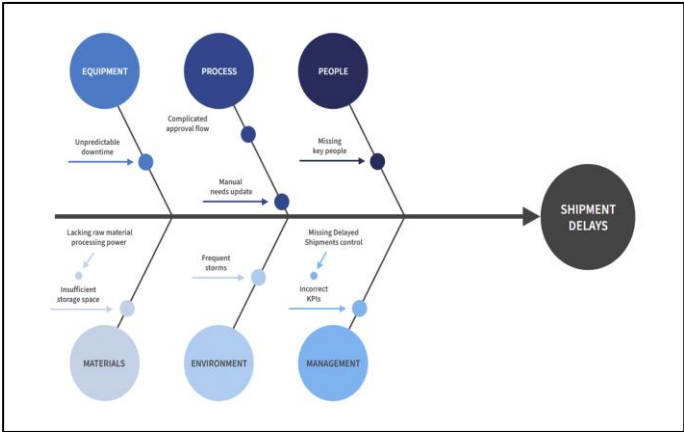 EQUIPMENT
PROCESS
PEOPLE
Complicated
approval flow
Unpredictable
downtime
Missing
key people
Manual
needs update
SHIPMENT
DELAYS
Lacking raw material
processing power
Frequent
storms
Missing Delayed
Shipments control
Insufficient
storage space
Incorrect
KPIs
MATERIALS
ENVIRONMENT
MANAGEMENT